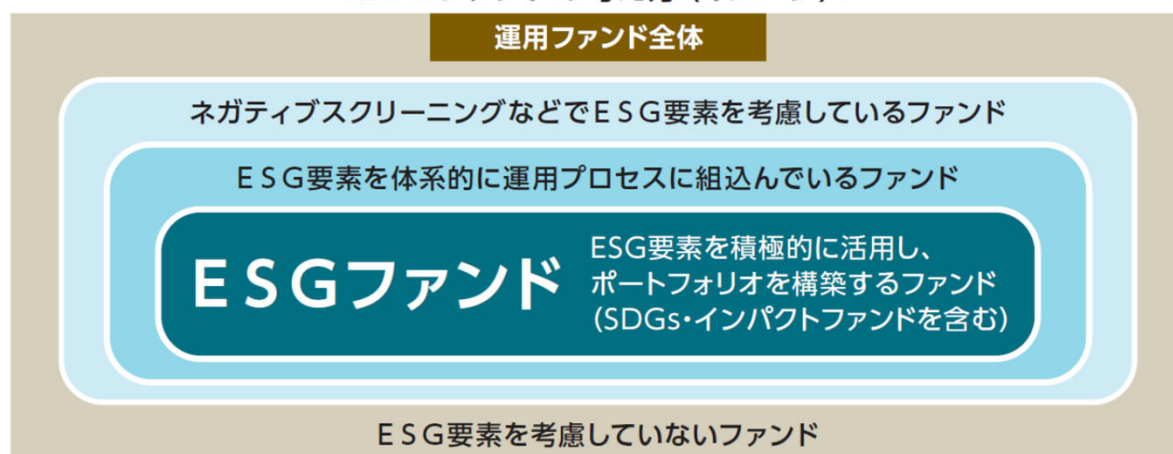 運用ファンド全体
ネガティブスクリーニングなどでESG要素を考慮しているファンド
ESG要素を体系的に運用プロセスに組込んでいるファンド
ESGファンド
ESG要素を積極的に活用し、
ポートフォリオを構築するファンド
(SDGs・インパクトファンドを含む)
ESG要素を考慮していないファンド